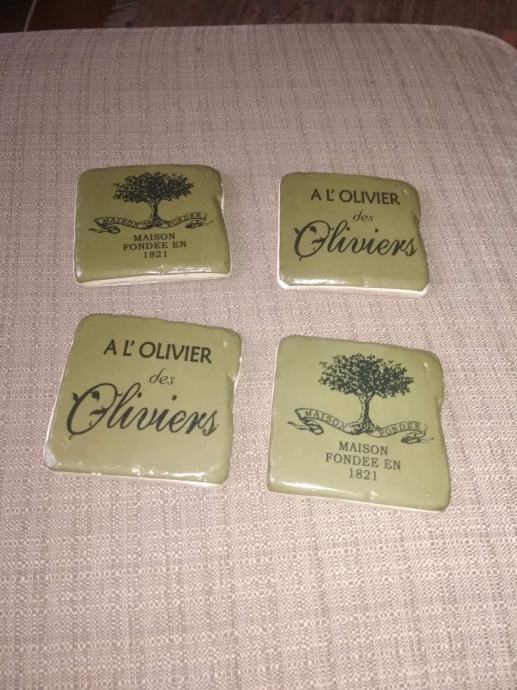 MAISON FONDEE
MAISON
FONDEE EN
1821
A L' OLIVIER
des
Oliviers
A L' OLIVIER
des
Oliviers
MAISON FONDEE
MAISON
FONDEE EN
1821